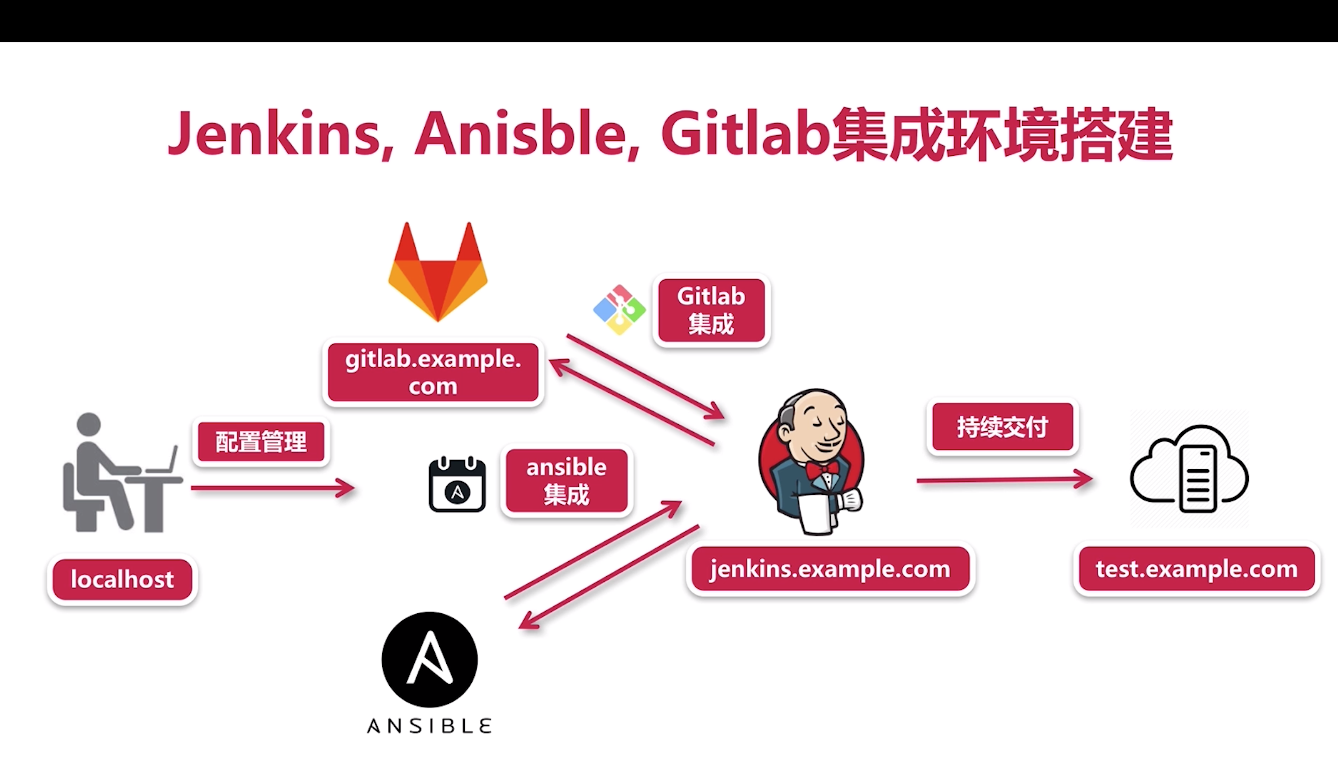 Jenkins, Anisble, Gitlab集成环境搭建
Gitlab
集成
gitlab.example.
com
配置管理
ansible
集成
持续交付
localhost
jenkins.example.com
test.example.com
ANSIBLE